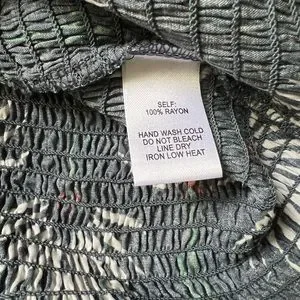 SELF:
100% RAYON
HAND WASH COLD
DO NOT BLEACH
LINE DRY
IRON LOW HEAT